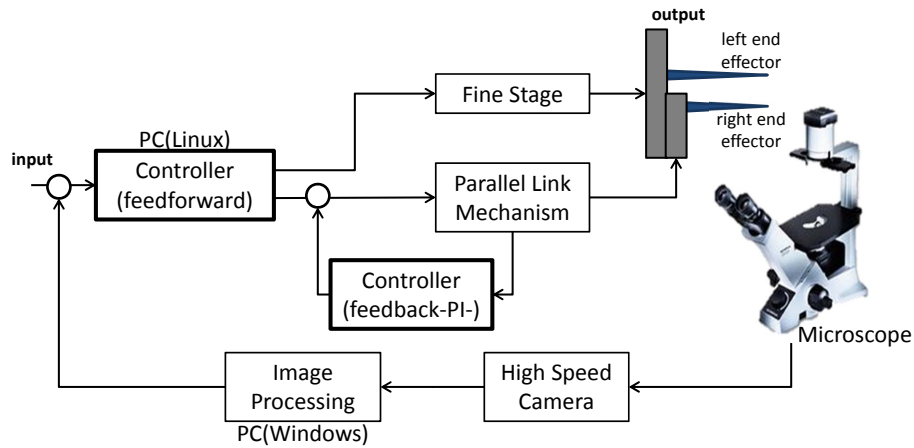 output
left end
effector
Fine Stage
right end
effector
PC(Linux)
input
Controller
(feedforward)
Parallel Link
Mechanism
Controller
(feedback-PI-)
Microscope
Image
Processing
High Speed
Camera
PC(Windows)